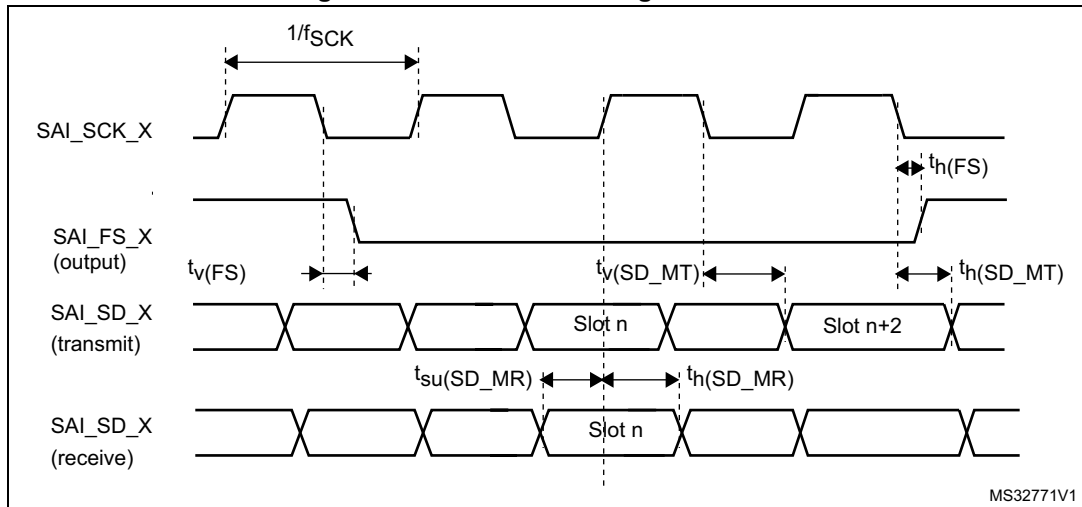 1/fSCK
SAI_SCK_X
th(FS)
SAI_FS_X
(output)
tv(FS)
tv(SD_MT)
th(SD_MT)
SAI_SD_X
(transmit)
Slot n
Slot n+2
tsu(SD_MR)
th(SD_MR)
SAI_SD_X
(receive)
Slot n
MS32771V1